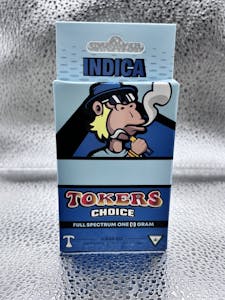 INDICA
TOKERS
CHOICE
FULL SPECTRUM ONE GRAM
T